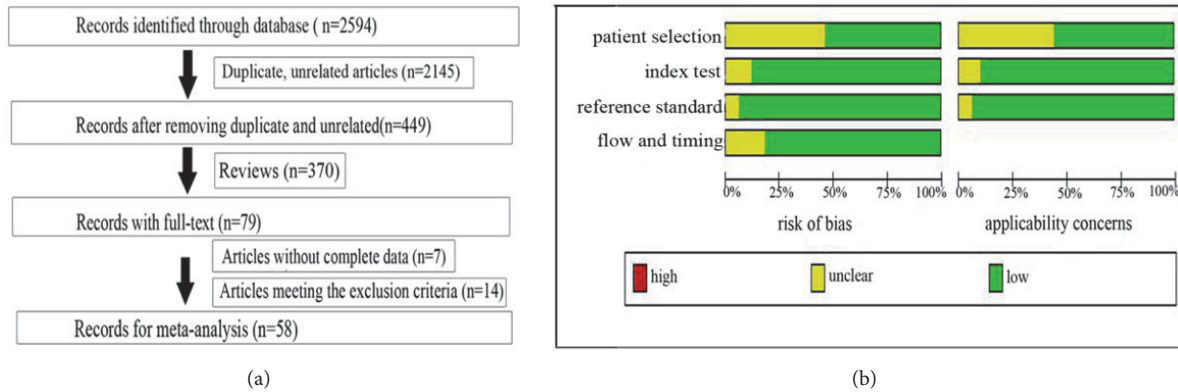 Records identified through database ( n=2594)
Duplicate, unrelated articles (n=2145)
Records after removing duplicate and unrelated(n=449)
Reviews (n=370)
Records with full-text (n=79)
Articles without complete data (n=7)
Articles meeting the exclusion criteria (n=14)
Records for meta-analysis (n=58)
(a)
patient selection
index test
reference standard
flow and timing
0% 25% 50% 75% 100% 0% 25% 50% 75% 100%
risk of bias applicability concerns
high unclear low
(b)